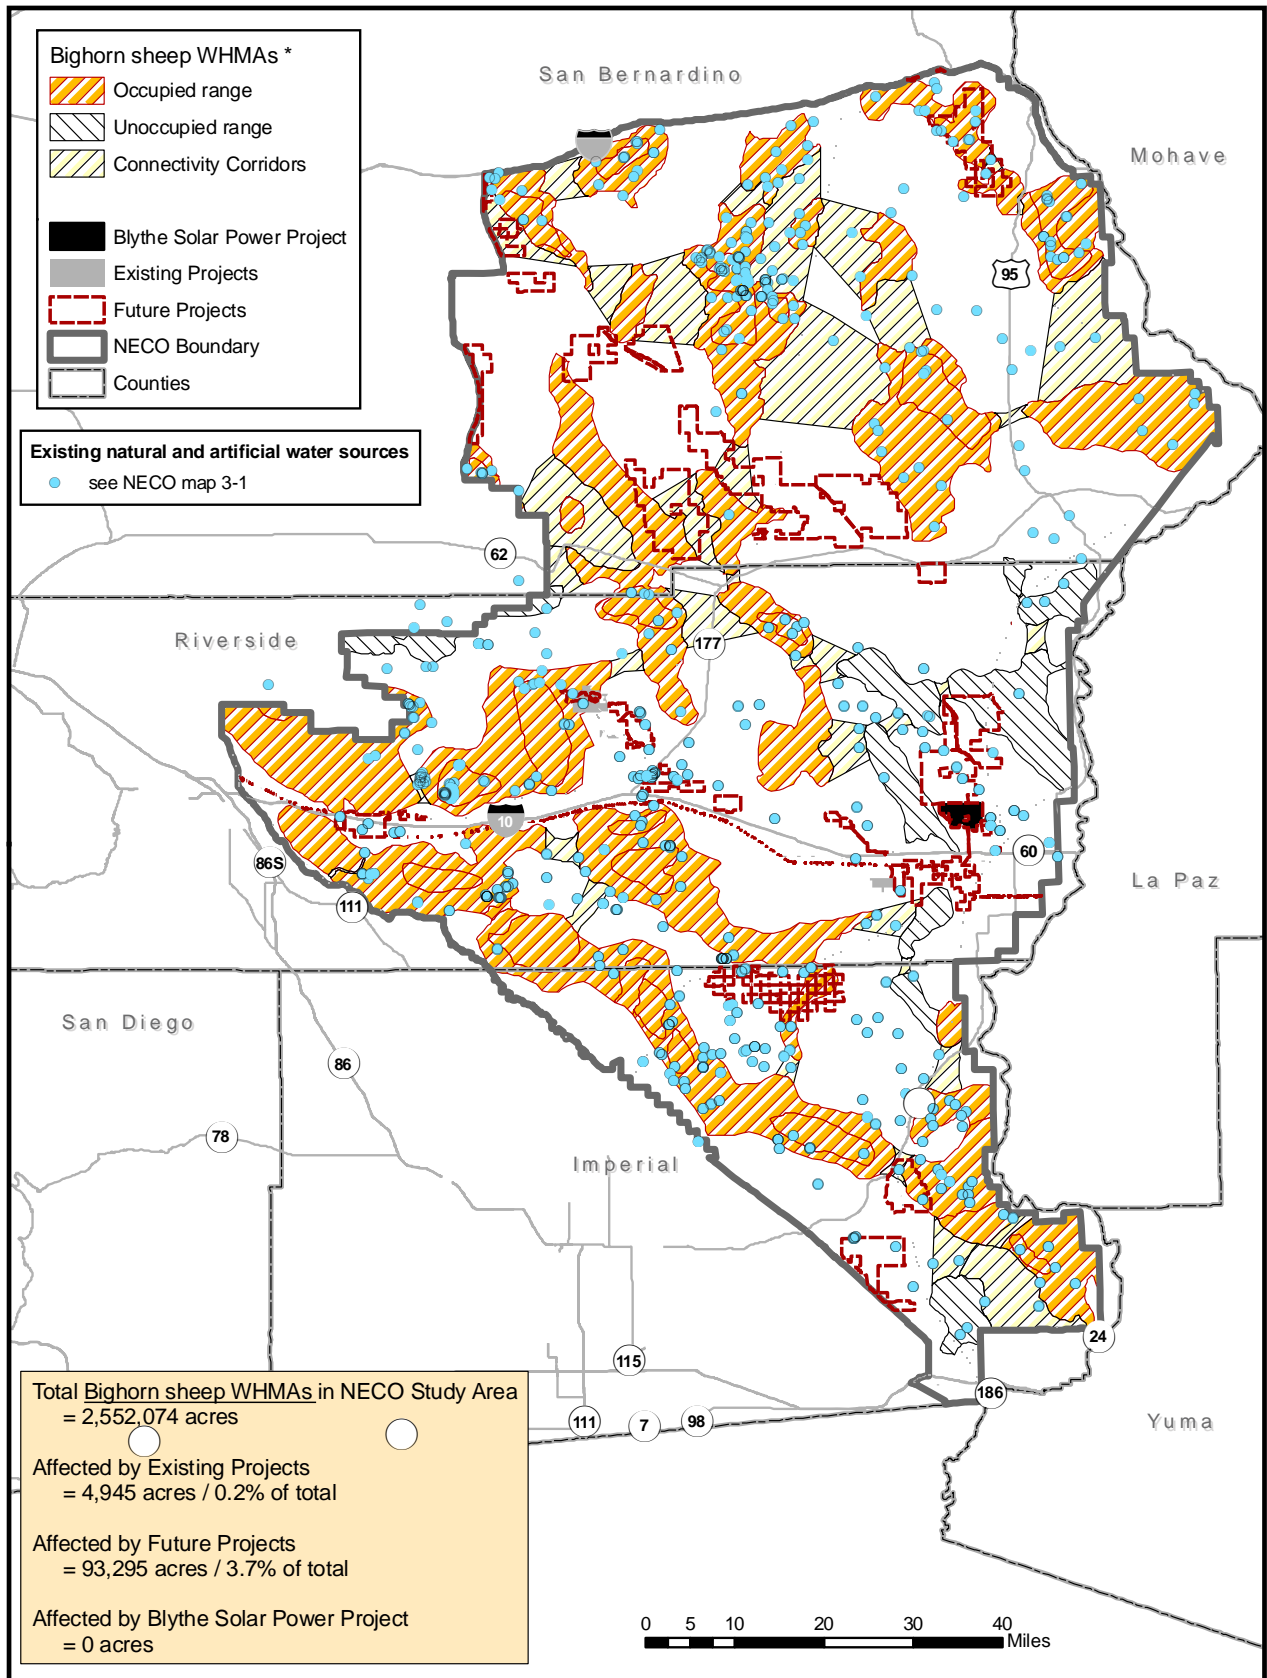 Bighorn sheep WHMAs *
Occupied range
Unoccupied range
Connectivity Corridors
Blythe Solar Power Project
Existing Projects
Future Projects
NECO Boundary
Counties
Existing natural and artificial water sources
see NECO map 3-1
San Bernardino
Mohave
95
62
Riverside
177
10
60
86S
111
La Paz
San Diego
86
78
Imperial
24
115
186
111
7
98
Yuma
Total Bighorn sheep WHMAs in NECO Study Area
= 2,552,074 acres
Affected by Existing Projects
= 4,945 acres / 0.2% of total
Affected by Future Projects
= 93,295 acres / 3.7% of total
Affected by Blythe Solar Power Project
= 0 acres
0 5 10 20 30 40
Miles